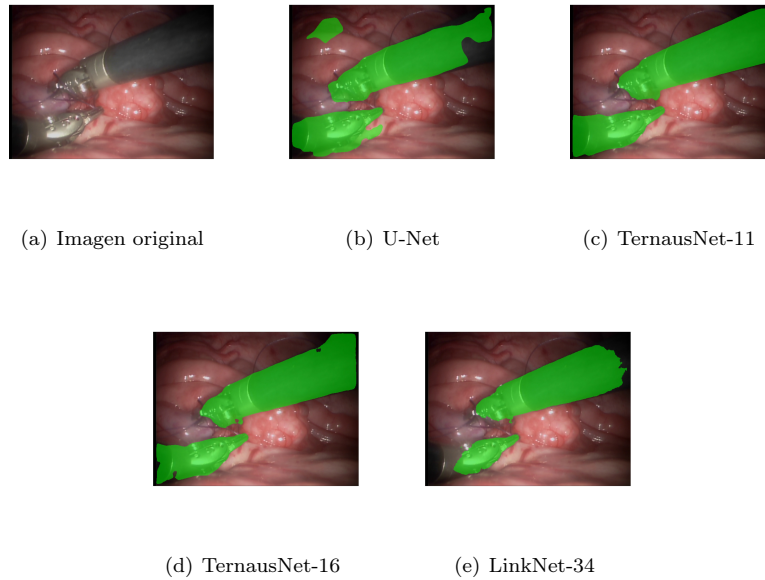 (a) Imagen original
(b) U-Net
(c) TernausNet-11
(d) TernausNet-16
(e) LinkNet-34